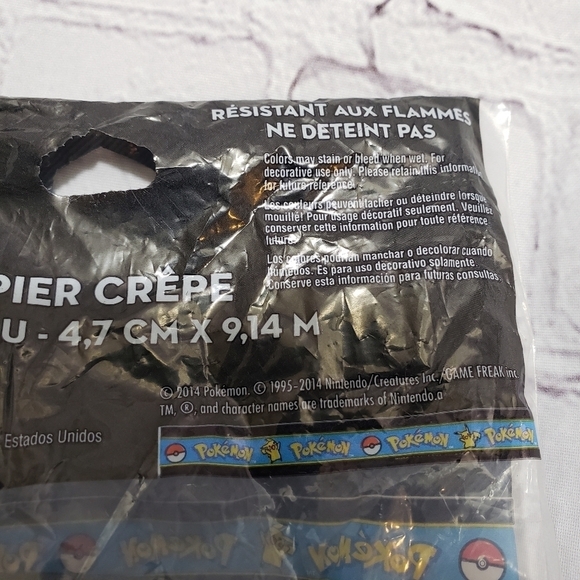 RÉSISTANT AUX FLAMMES
NE DETEINT PAS
Colors may stain or bleed when wet. For
decorative use only. Please retain this informati
for future reference.
Les couleurs peuvent tacher ou déteindre lorsque
mouillé! Pour usage décoratif seulement. Veuillez
conserver cette information pour toute référence
future.
Los colores podrían manchar o decolorar cuando
húmedos. Es para uso decorativo solamente
Conserve esta información para futuras consultas
PIER CRÊPE
U - 4,7 CM X 9,14 M
© 2014 Pokémon. © 1995-2014 Nintendo/Creatures Inc./GAME FREAK inc.
TM, ®, and character names are trademarks of Nintendo.a
Estados Unidos
POKÉMON POKÉMON POKÉMON POKÉMON
POKÉMON POKÉMON POKÉMON